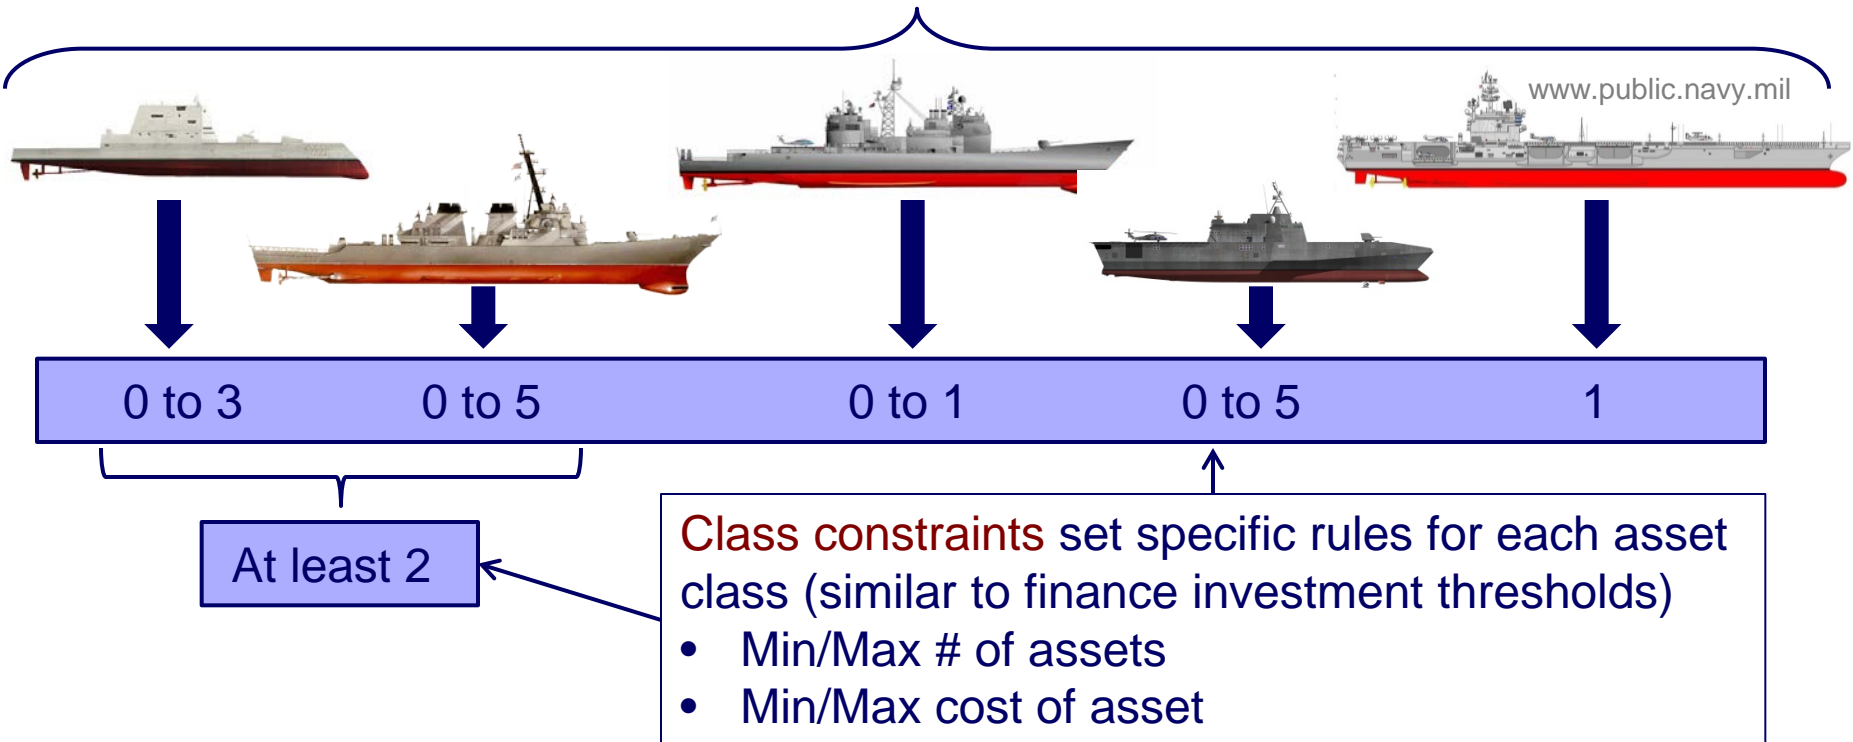 www.public.navy.mil
0 to 3
0 to 5
0 to 1
0 to 5
1
At least 2
Class constraints set specific rules for each asset
class (similar to finance investment thresholds)
• Min/Max # of assets
• Min/Max cost of asset